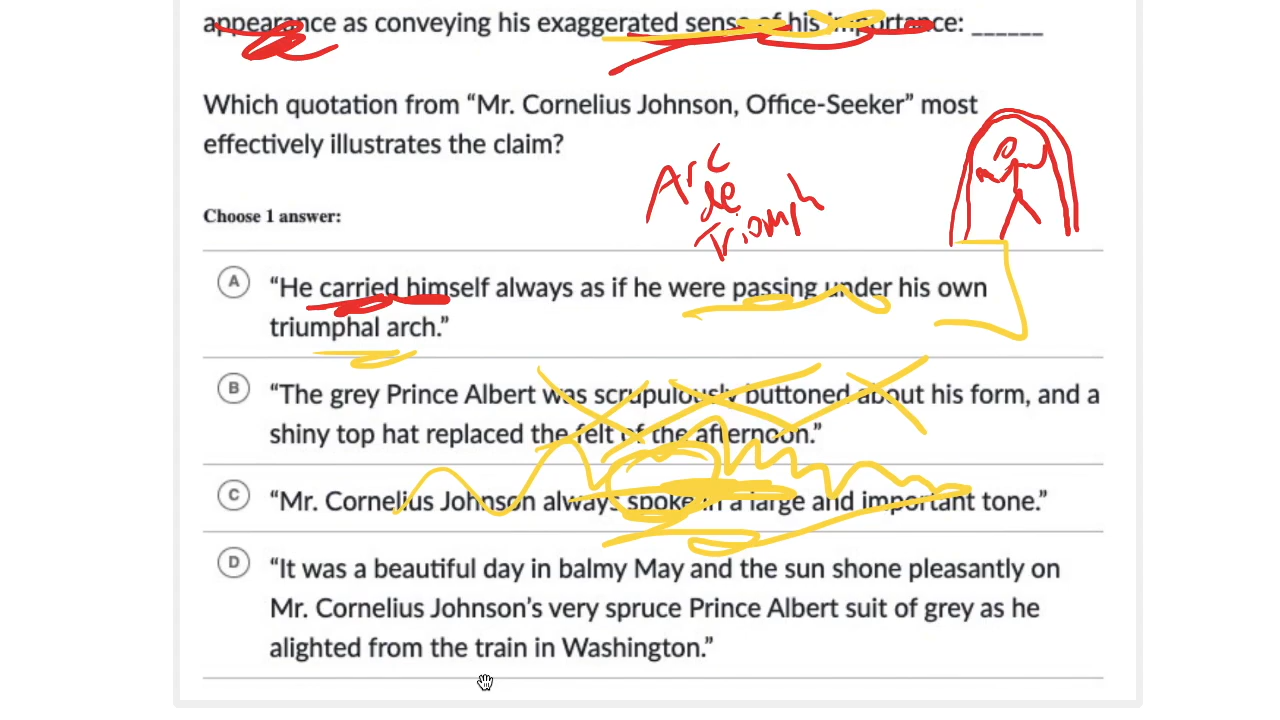 appearance as conveying his exaggerated sense of his importance: ______
Which quotation from “Mr. Cornelius Johnson, Office-Seeker” most
effectively illustrates the claim?
Arc
de
Triomph
Choose 1 answer:
A “He carried himself always as if he were passing under his own
triumphal arch.”
B “The grey Prince Albert was scrupulously buttoned about his form, and a
shiny top hat replaced the felt of the afternoon.”
C “Mr. Cornelius Johnson always spoke in a large and important tone.”
D “It was a beautiful day in balmy May and the sun shone pleasantly on
Mr. Cornelius Johnson’s very spruce Prince Albert suit of grey as he
alighted from the train in Washington.”